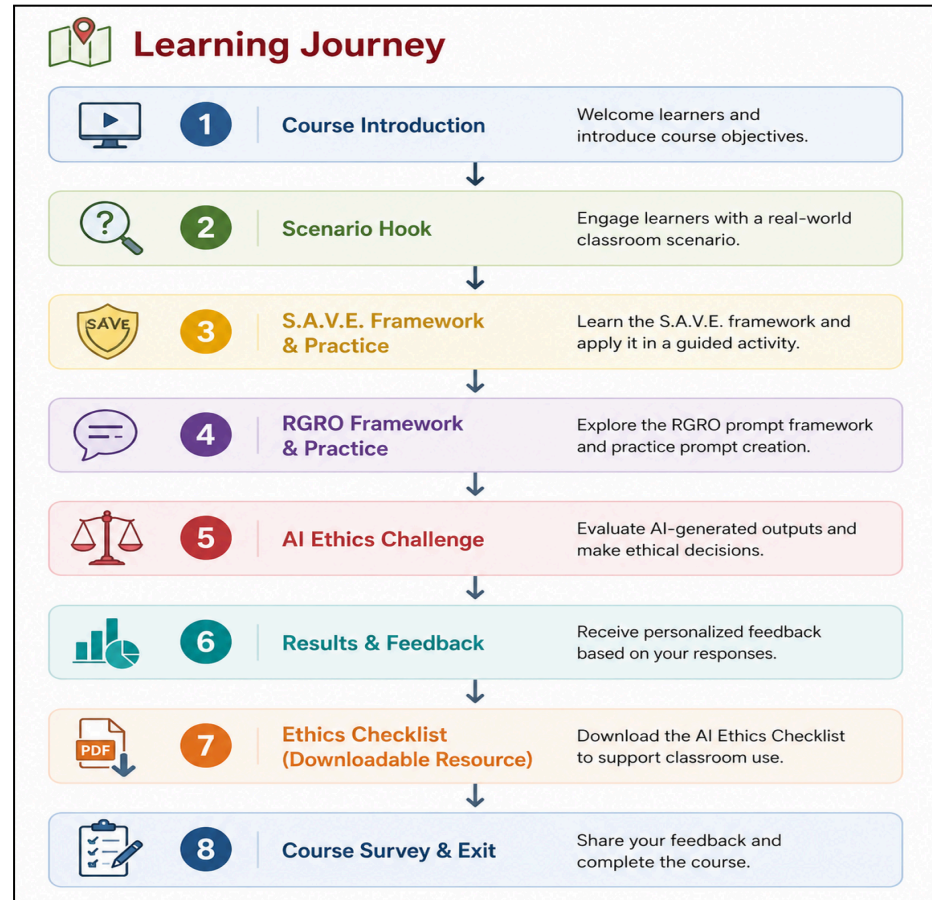 Learning Journey
1
Course Introduction
Welcome learners and
introduce course objectives.
?
2
Scenario Hook
Engage learners with a real-world
classroom scenario.
SAVE
3
S.A.V.E. Framework
& Practice
Learn the S.A.V.E. framework and
apply it in a guided activity.
4
RGRO Framework
& Practice
Explore the RGRO prompt framework
and practice prompt creation.
5
AI Ethics Challenge
Evaluate AI-generated outputs and
make ethical decisions.
6
Results & Feedback
Receive personalized feedback
based on your responses.
PDF
7
Ethics Checklist
(Downloadable Resource)
Download the AI Ethics Checklist
to support classroom use.
8
Course Survey & Exit
Share your feedback and
complete the course.